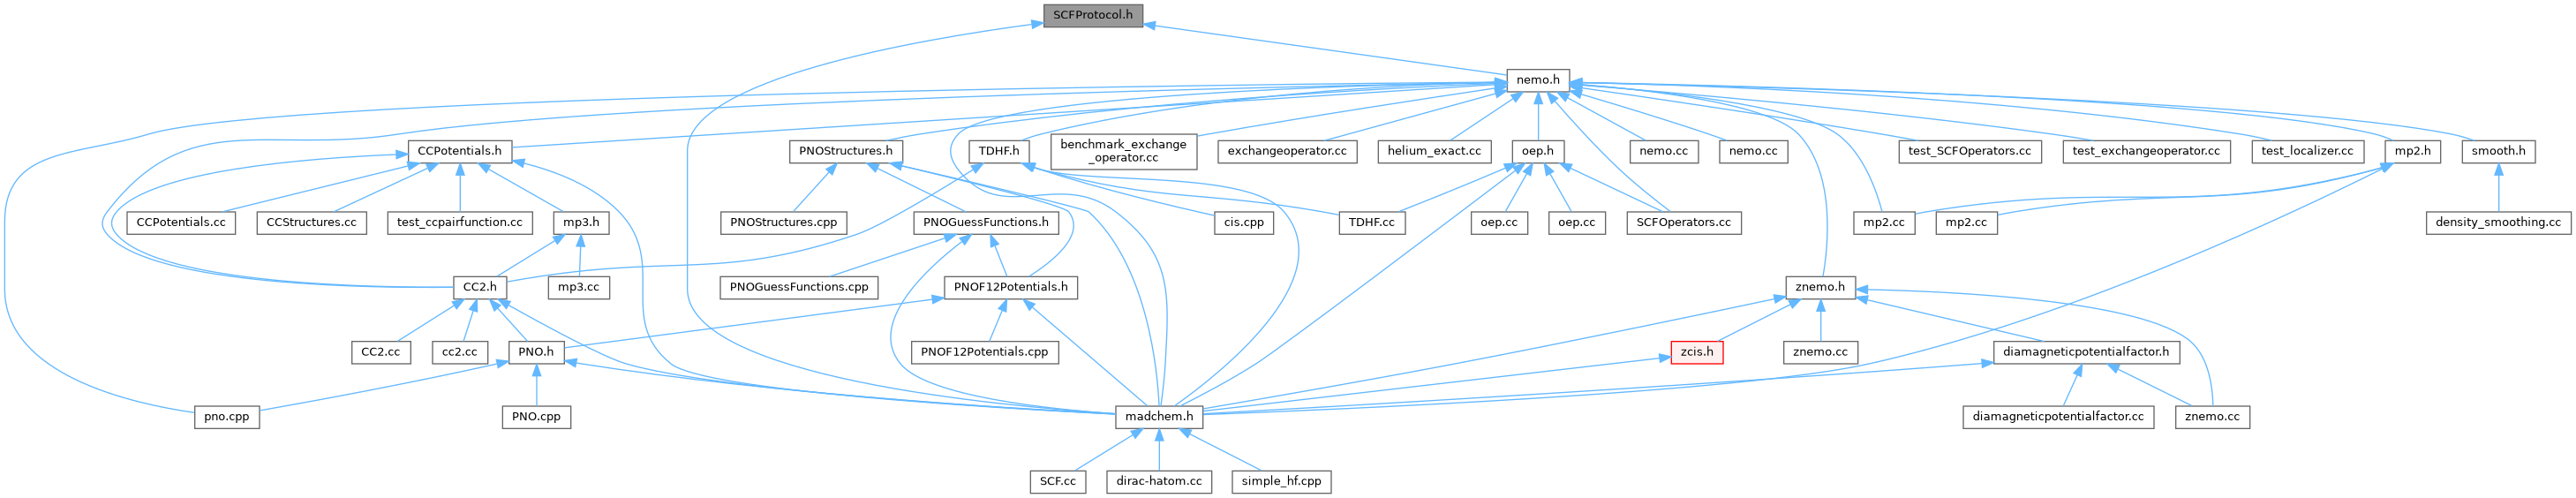 SCFProtocol.h
nemo.h
CCPotentials.h
PNOStructures.h
TDHF.h
benchmark_exchange
_operator.cc
exchangeoperator.cc
helium_exact.cc
oep.h
nemo.cc
nemo.cc
test_SCFOperators.cc
test_exchangeoperator.cc
test_localizer.cc
mp2.h
smooth.h
CCPotentials.cc
CCStructures.cc
test_ccpairfunction.cc
mp3.h
PNOStructures.cpp
PNOGuessFunctions.h
cis.cpp
TDHF.cc
oep.cc
oep.cc
SCFOperators.cc
mp2.cc
mp2.cc
density_smoothing.cc
CC2.h
mp3.cc
PNOGuessFunctions.cpp
PNOF12Potentials.h
znemo.h
CC2.cc
cc2.cc
PNO.h
PNOF12Potentials.cpp
zcis.h
znemo.cc
diamagneticpotentialfactor.h
pno.cpp
PNO.cpp
madchem.h
diamagneticpotentialfactor.cc
znemo.cc
SCF.cc
dirac-hatom.cc
simple_hf.cpp